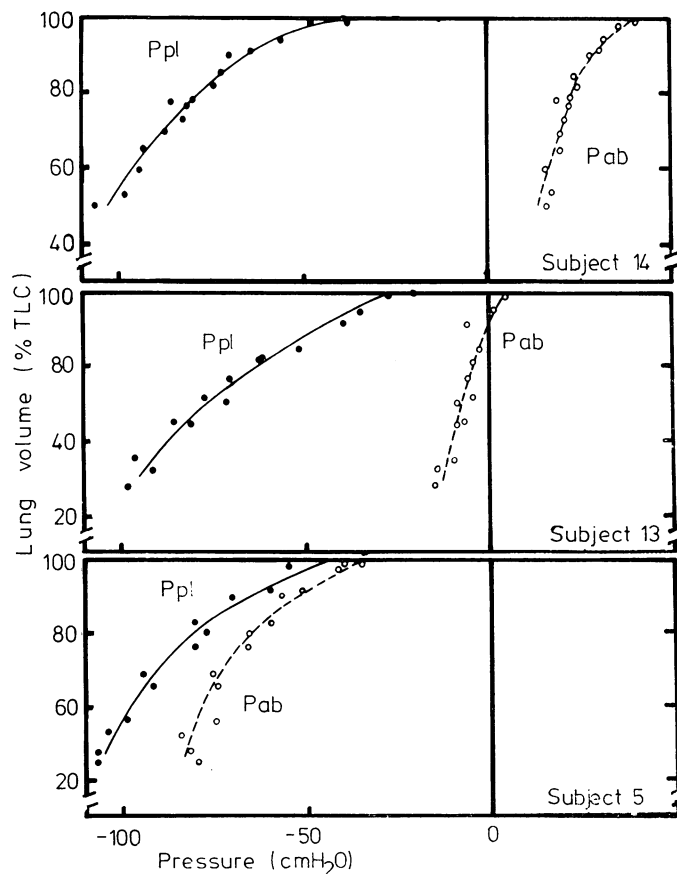 Lung volume (% TLC)
100
80
60
40
Ppl
Pab
Subject 14
100
80
40
20
Ppl
Pab
Subject 13
100
80
60
40
20
Ppl
Pab
Subject 5
-100
-50
0
Pressure (cmH2O)